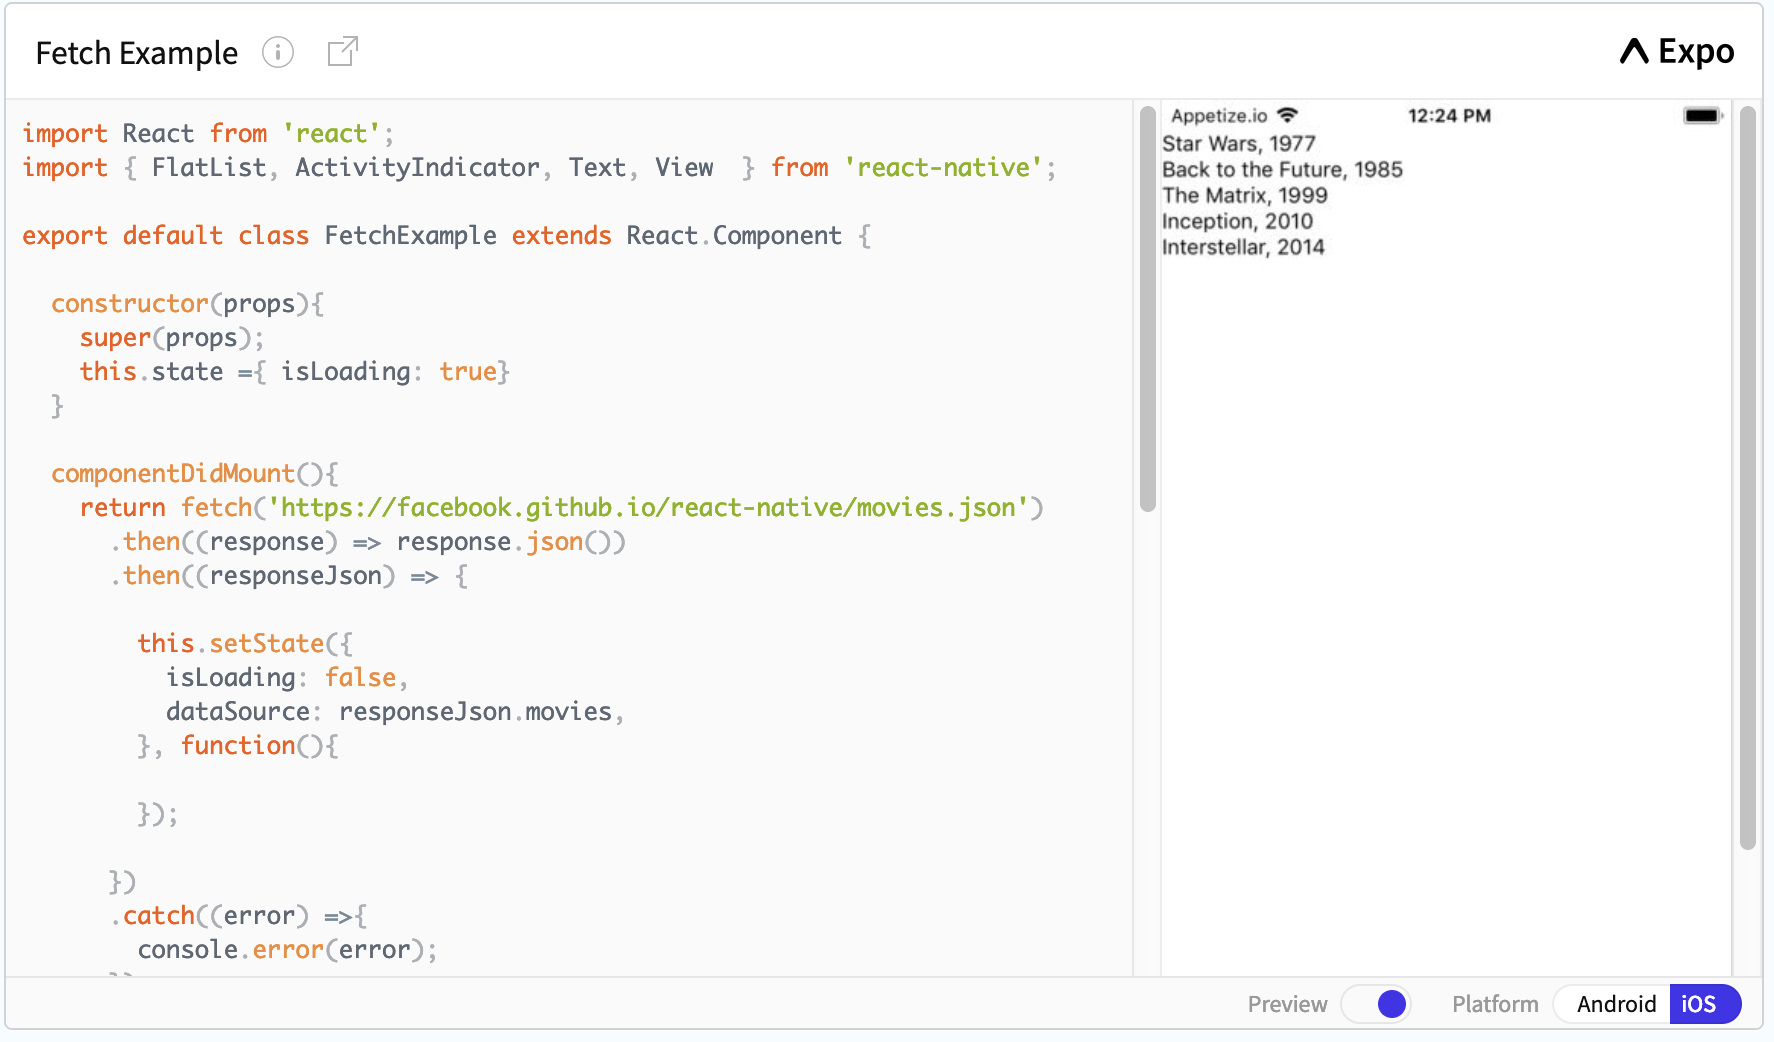 Fetch Example
Expo
import React from 'react';
import { FlatList, ActivityIndicator, Text, View  } from 'react-native';
export default class FetchExample extends React.Component {
constructor(props){
super(props);
this.state ={ isLoading: true}
}
componentDidMount(){
return fetch('https://facebook.github.io/react-native/movies.json')
.then((response) => response.json())
.then((responseJson) => {
this.setState({
isLoading: false,
dataSource: responseJson.movies,
}, function(){
});
})
.catch((error) =>{
console.error(error);
Appetize.io 12:24 PM
Star Wars, 1977
Back to the Future, 1985
The Matrix, 1999
Inception, 2010
Interstellar, 2014
Preview Platform Android iOS